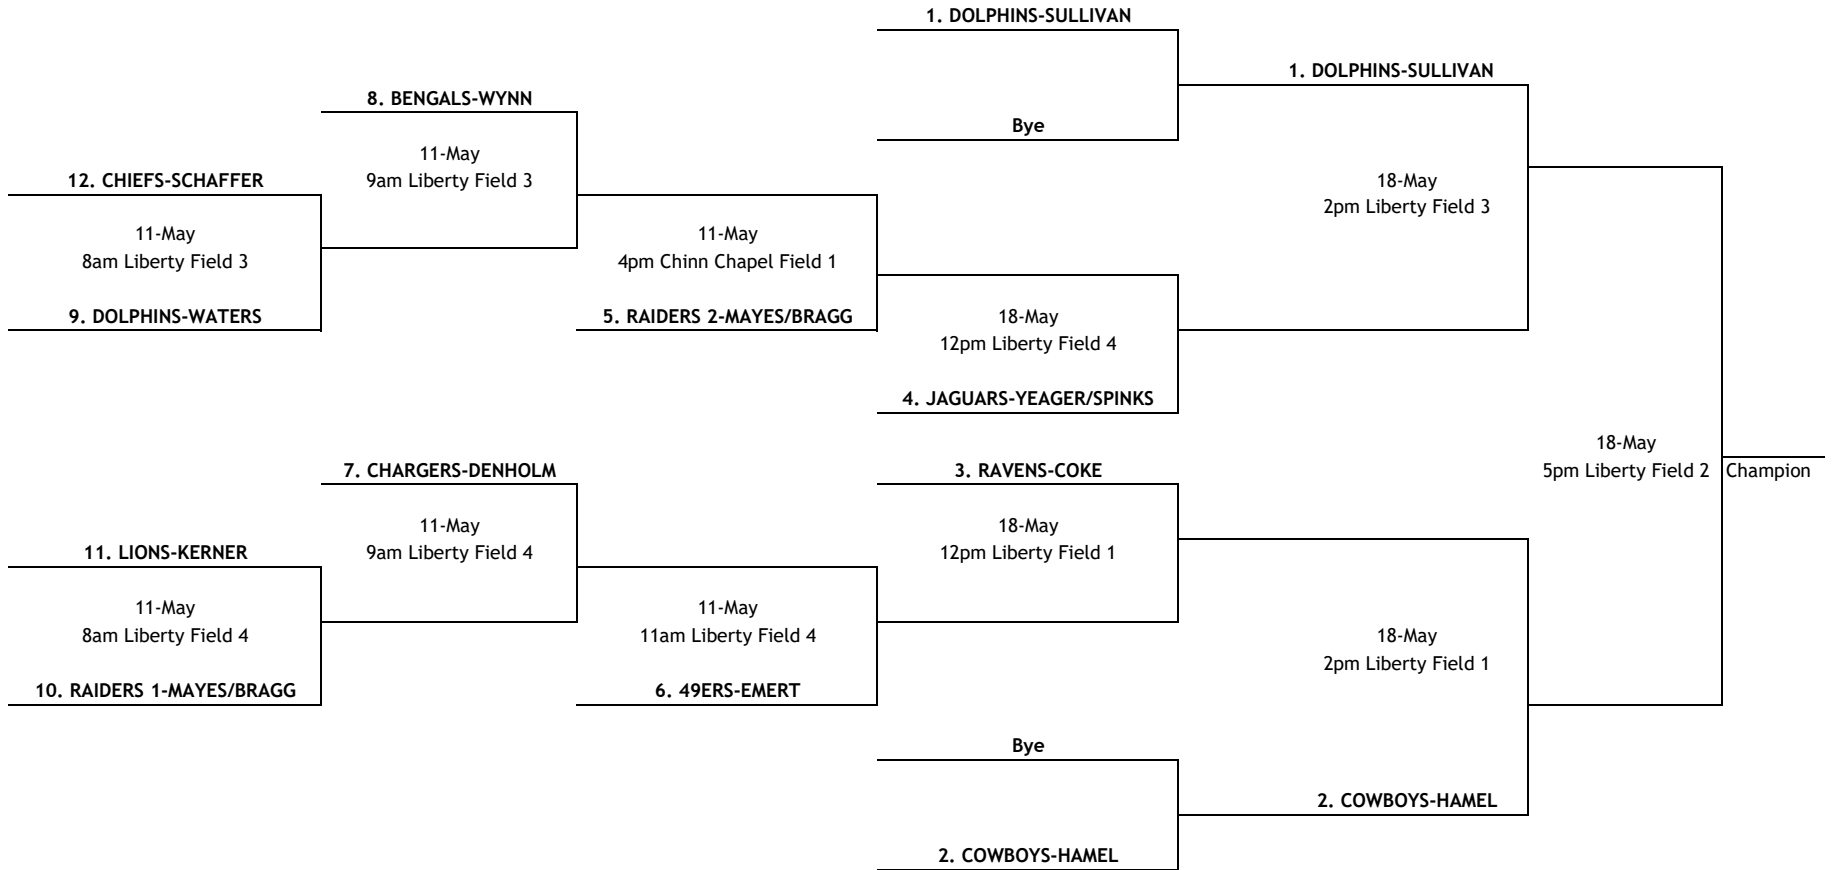 1. DOLPHINS-SULLIVAN
1. DOLPHINS-SULLIVAN
8. BENGALS-WYNN
Bye
11-May
9am Liberty Field 3
12. CHIEFS-SCHAFFER
18-May
2pm Liberty Field 3
11-May
8am Liberty Field 3
11-May
4pm Chinn Chapel Field 1
9. DOLPHINS-WATERS
5. RAIDERS 2-MAYES/BRAGG
18-May
12pm Liberty Field 4
4. JAGUARS-YEAGER/SPINKS
18-May
5pm Liberty Field 2
Champion
7. CHARGERS-DENHOLM
3. RAVENS-COKE
11-May
9am Liberty Field 4
18-May
12pm Liberty Field 1
11. LIONS-KERNER
11-May
8am Liberty Field 4
11-May
11am Liberty Field 4
18-May
2pm Liberty Field 1
10. RAIDERS 1-MAYES/BRAGG
6. 49ERS-EMERT
Bye
2. COWBOYS-HAMEL
2. COWBOYS-HAMEL